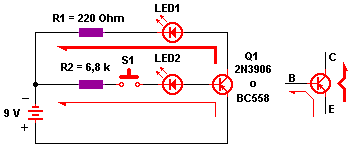 R1 = 220 Ohm
LED1
R2 = 6,8 k
S1
LED2
Q1
2N3906
o
BC558
9 V
−
+
B
C
E